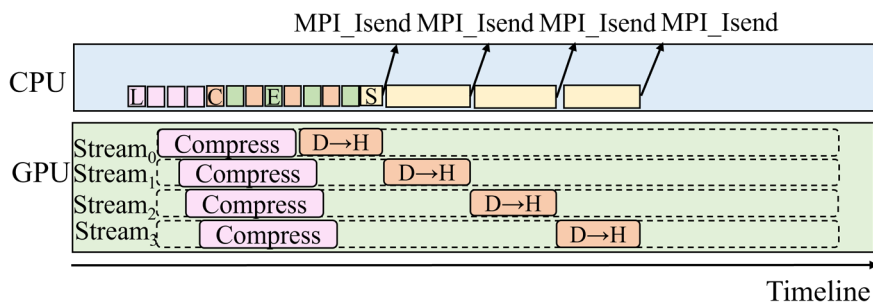 MPI_Isend MPI_Isend MPI_Isend MPI_Isend
CPU
L C E S
GPU
Stream0 Compress D→H
Stream1 Compress D→H
Stream2 Compress D→H
Stream3 Compress D→H
Timeline